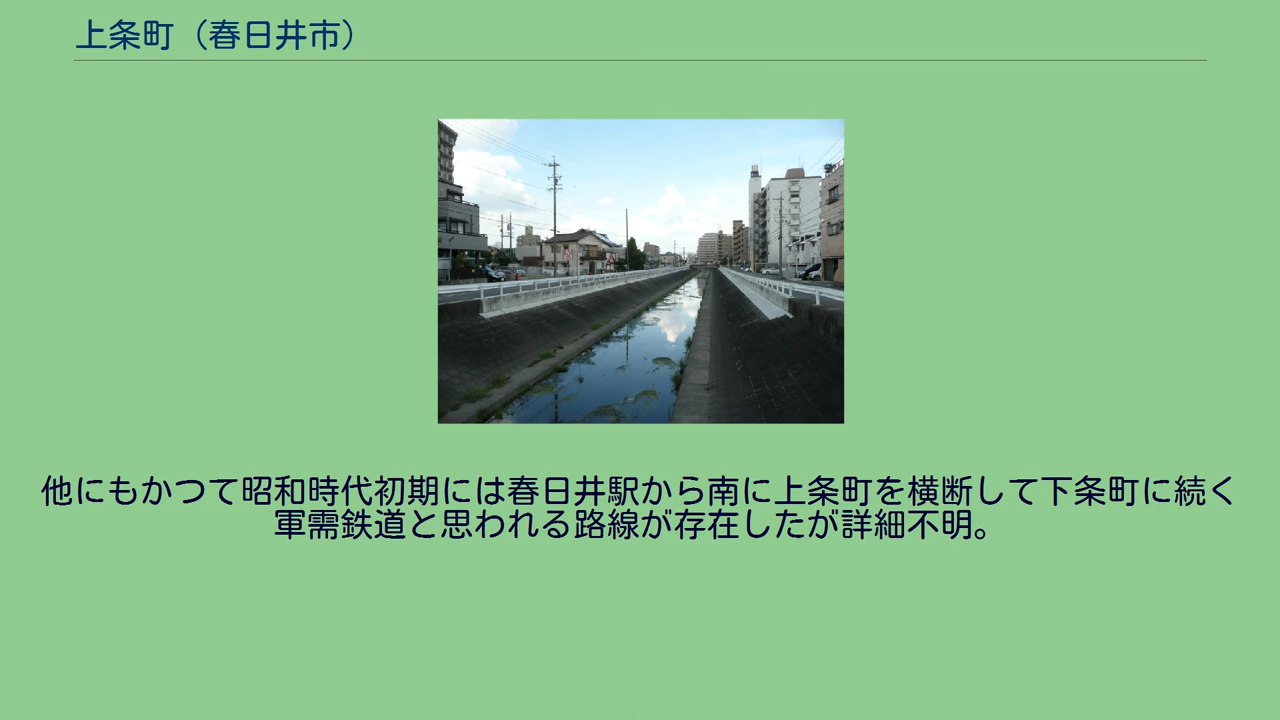 上条町（春日井市）
他にもかつて昭和時代初期には春日井駅から南に上条町を横断して下条町に続く
軍需鉄道と思われる路線が存在したが詳細不明。